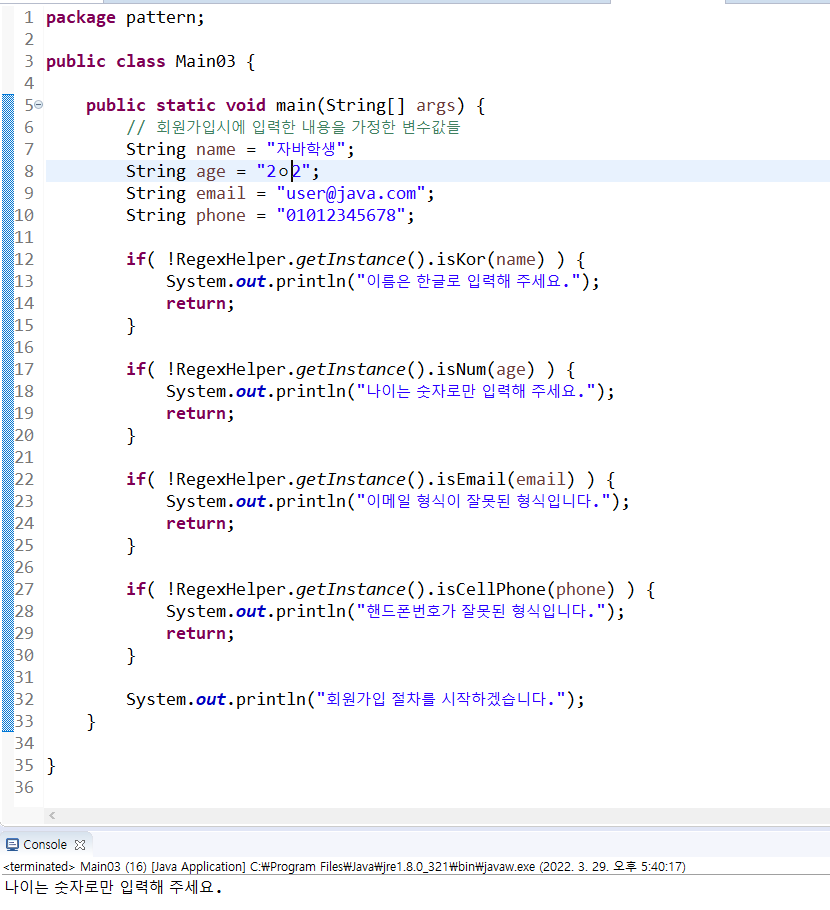 1 package pattern;
2
3 public class Main03 {
4
5 public static void main(String[] args) {
6 // 회원가입시에 입력한 내용을 가정한 변수값들
7 String name = "자바학생";
8 String age = "2ㅇ2";
9 String email = "user@java.com";
10 String phone = "01012345678";
11
12 if( !RegexHelper.getInstance().isKor(name) ) {
13 System.out.println("이름은 한글로 입력해 주세요.");
14 return;
15 }
16
17 if( !RegexHelper.getInstance().isNum(age) ) {
18 System.out.println("나이는 숫자로만 입력해 주세요.");
19 return;
20 }
21
22 if( !RegexHelper.getInstance().isEmail(email) ) {
23 System.out.println("이메일 형식이 잘못된 형식입니다.");
24 return;
25 }
26
27 if( !RegexHelper.getInstance().isCellPhone(phone) ) {
28 System.out.println("핸드폰번호가 잘못된 형식입니다.");
29 return;
30 }
31
32 System.out.println("회원가입 절차를 시작하겠습니다.");
33 }
34
35 }
36
Console
<terminated> Main03 (16) [Java Application] C:₩Program Files₩Java₩jre1.8.0_321₩bin₩javaw.exe (2022. 3. 29. 오후 5:40:17)
나이는 숫자로만 입력해 주세요.